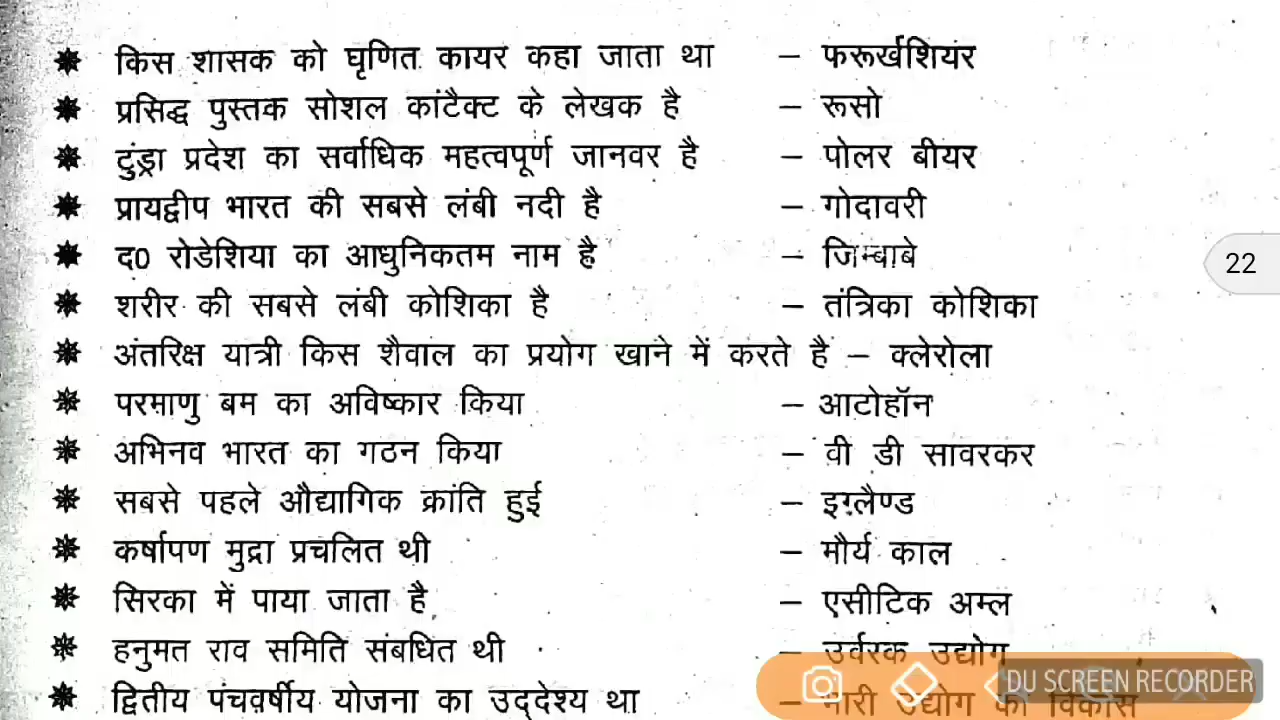 किस शासक को घृणित कायर कहा जाता था – फरूर्खशियर
प्रसिद्ध पुस्तक सोशल कांटैक्ट के लेखक है – रूसो
टुंड्रा प्रदेश का सर्वाधिक महत्वपूर्ण जानवर है – पोलर बीयर
प्रायद्वीप भारत की सबसे लंबी नदी है – गोदावरी
द0 रोडेशिया का आधुनिकतम नाम है – जिम्बाबे
22
शरीर की सबसे लंबी कोशिका है – तंत्रिका कोशिका
अंतरिक्ष यात्री किस शैवाल का प्रयोग खाने में करते है – क्लेरोला
परमाणु बम का अविष्कार किया – आटोहॉन
अभिनव भारत का गठन किया – वी डी सावरकर
सबसे पहले औद्यागिक क्रांति हुई – इग्लैण्ड
कर्षापण मुद्रा प्रचलित थी – मौर्य काल
सिरका में पाया जाता है – एसीटिक अम्ल
हनुमत राव समिति संबधित थी – उर्वरक उद्योग
द्वितीय पंचवर्षीय योजना का उद्देश्य था – भारी उद्योग का विकास
DU SCREEN RECORDER